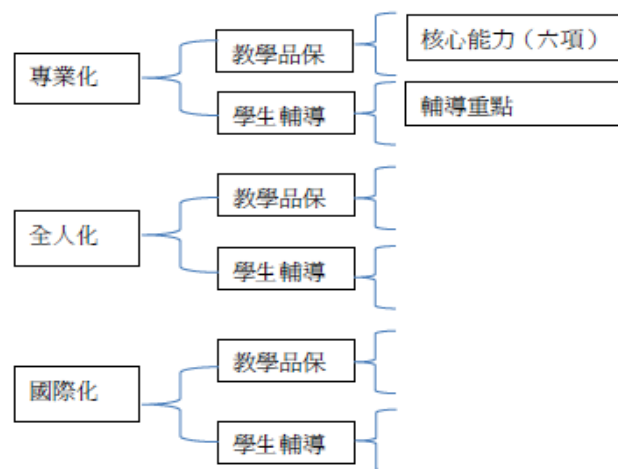 專業化
教學品保
核心能力（六項）
學生輔導
輔導重點
全人化
教學品保
學生輔導
國際化
教學品保
學生輔導